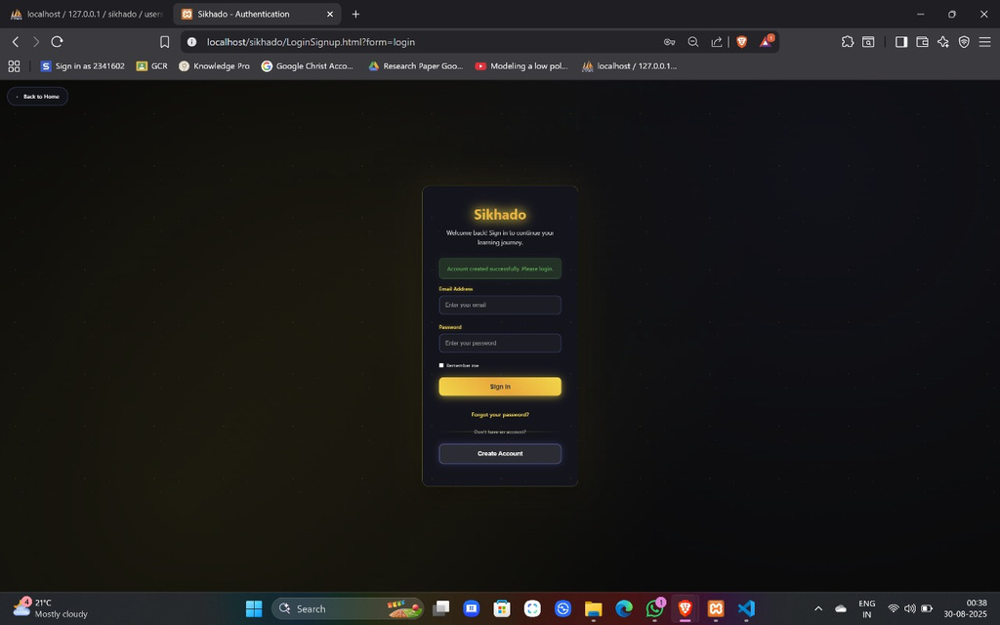 localhost / 127.0.0.1 / sikhado / users
Sikhado - Authentication
localhost/sikhado/LoginSignup.html?form=login
Sign in as 2341602
GCR
Knowledge Pro
Google Christ Acco...
Research Paper Goo...
Modeling a low pol...
localhost / 127.0.0.1...
Back to Home
Sikhado
Welcome back! Sign in to continue your
learning journey.
Account created successfully. Please login.
Email Address
Enter your email
Password
Enter your password
Remember me
Sign In
Forgot your password?
Don't have an account?
Create Account
21°C
Mostly cloudy
Search
ENG
IN
00:38
30-08-2025